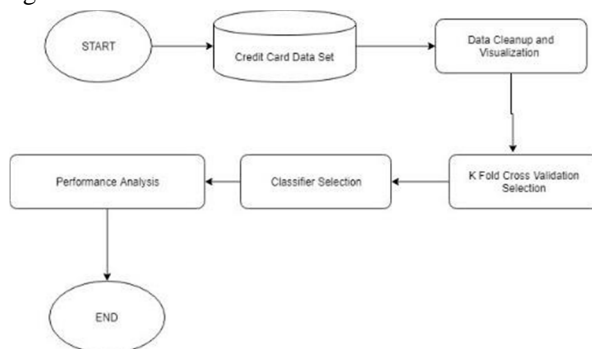 START
Credit Card Data Set
Data Cleanup and
Visualization
K Fold Cross Validation
Selection
Classifier Selection
Performance Analysis
END